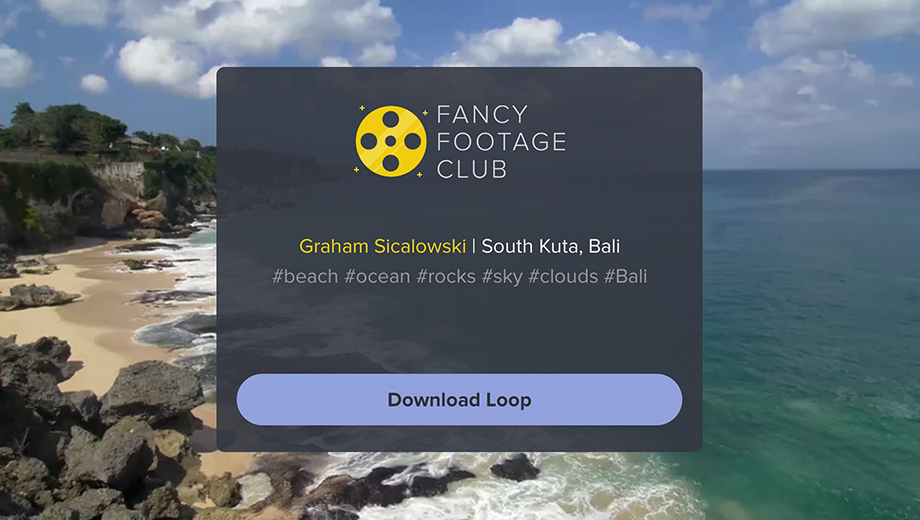 FANCY
FOOTAGE
CLUB
Graham Sicalowski | South Kuta, Bali
#beach #ocean #rocks #sky #clouds #Bali
Download Loop